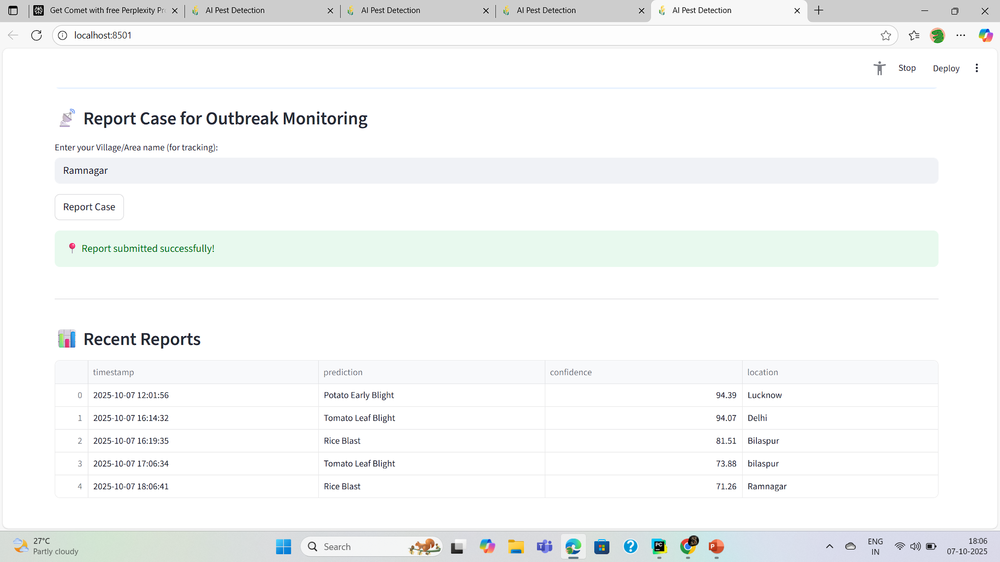 Get Comet with free Perplexity Pr
AI Pest Detection
AI Pest Detection
AI Pest Detection
AI Pest Detection
localhost:8501
Stop
Deploy
Report Case for Outbreak Monitoring
Enter your Village/Area name (for tracking):
Ramnagar
Report Case
Report submitted successfully!
Recent Reports
timestamp prediction confidence location
0 2025-10-07 12:01:56 Potato Early Blight 94.39 Lucknow
1 2025-10-07 16:14:32 Tomato Leaf Blight 94.07 Delhi
2 2025-10-07 16:19:35 Rice Blast 81.51 Bilaspur
3 2025-10-07 17:06:34 Tomato Leaf Blight 73.88 bilaspur
4 2025-10-07 18:06:41 Rice Blast 71.26 Ramnagar
27°C
Partly cloudy
Search
PC
P
ENG
IN
18:06
07-10-2025